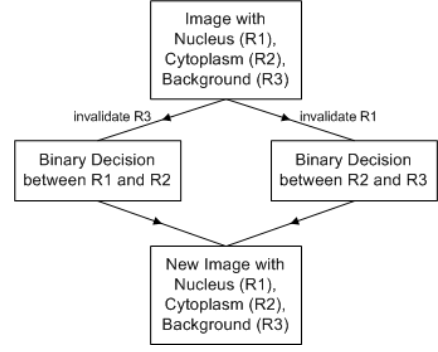 Image with
Nucleus (R1),
Cytoplasm (R2),
Background (R3)
invalidate R3
invalidate R1
Binary Decision
between R1 and R2
Binary Decision
between R2 and R3
New Image with
Nucleus (R1),
Cytoplasm (R2),
Background (R3)